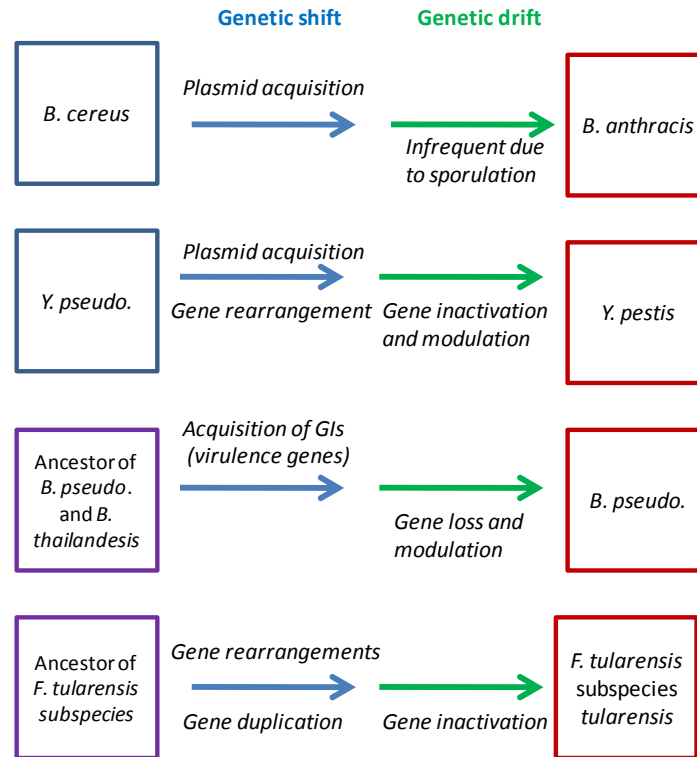 Genetic shift
Genetic drift
B. cereus
Plasmid acquisition
Infrequent due
to sporulation
B. anthracis
Y. pseudo.
Plasmid acquisition
Gene rearrangement
Gene inactivation
and modulation
Y. pestis
Ancestor of
B. pseudo.
and B.
thailandesis
Acquisition of GIs
(virulence genes)
Gene loss and
modulation
B. pseudo.
Ancestor of
F. tularensis
subspecies
Gene rearrangements
Gene duplication
Gene inactivation
F. tularensis
subspecies
tularensis